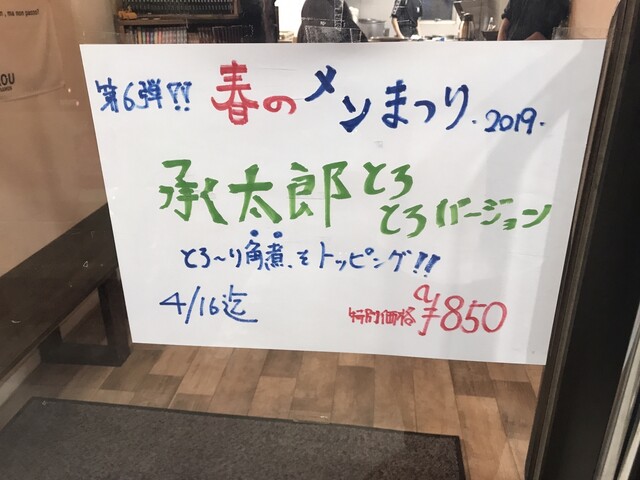 第6弾!! 春のメンまつり・2019・
承太郎とろとろバージョン
とろ〜り角煮、をトッピング!!
4/16迄 特別価格 ¥850